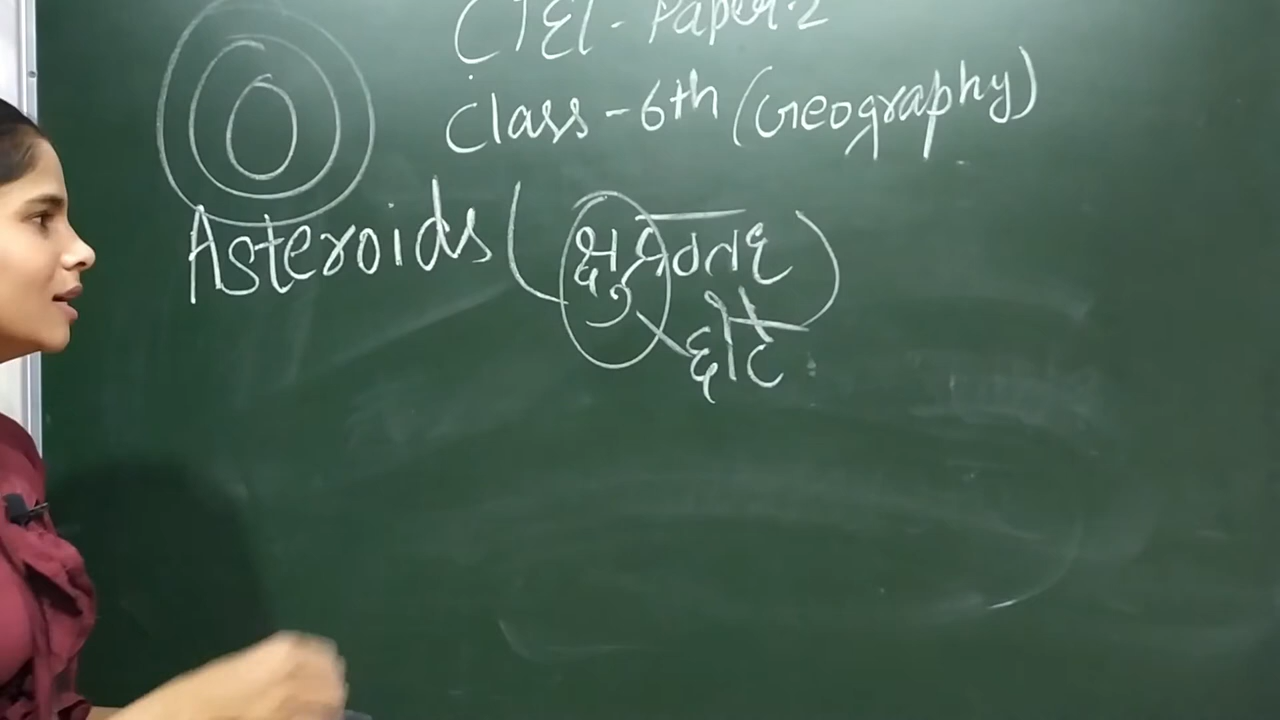 CTET - Paper-2
Class - 6th (Geography)
Asteroids (क्षुद्रग्रह)
छोटे